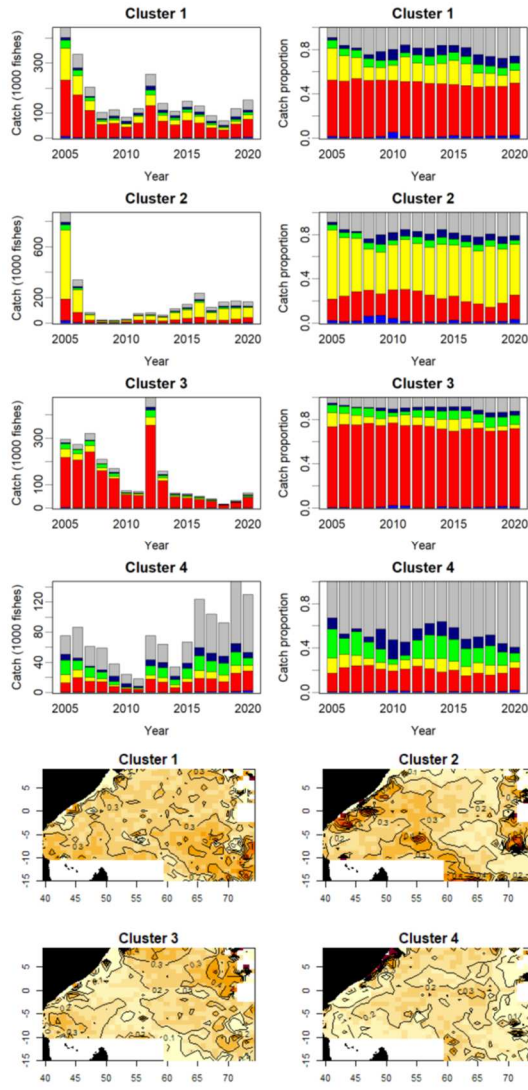 Cluster 1
Cluster 1
Catch (1000 fishes)
0 100 300
2005 2010 2015 2020
Year
Catch proportion
0.0 0.4 0.8
2005 2010 2015 2020
Year
Cluster 2
Cluster 2
Catch (1000 fishes)
0 200 600
2005 2010 2015 2020
Year
Catch proportion
0.0 0.4 0.8
2005 2010 2015 2020
Year
Cluster 3
Cluster 3
Catch (1000 fishes)
0 100 300
2005 2010 2015 2020
Year
Catch proportion
0.0 0.4 0.8
2005 2010 2015 2020
Year
Cluster 4
Cluster 4
Catch (1000 fishes)
0 40 80 120
2005 2010 2015 2020
Year
Catch proportion
0.0 0.4 0.8
2005 2010 2015 2020
Year
Cluster 1
Cluster 2
-15 -10 -5 0 5
40 45 50 55 60 65 70
-15 -10 -5 0 5
40 45 50 55 60 65 70
Cluster 3
Cluster 4
-15 -10 -5 0 5
40 45 50 55 60 65 70
-15 -10 -5 0 5
40 45 50 55 60 65 70